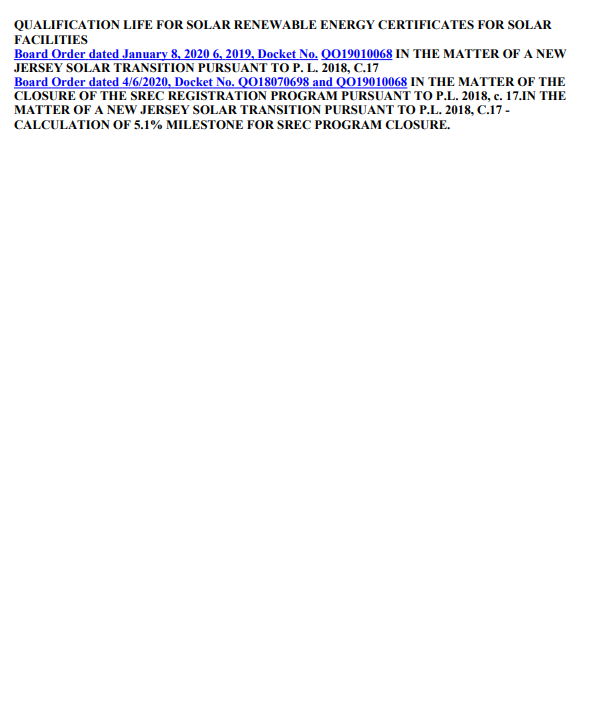 QUALIFICATION LIFE FOR SOLAR RENEWABLE ENERGY CERTIFICATES FOR SOLAR
FACILITIES
Board Order dated January 8, 2020 6, 2019, Docket No. QO19010068 IN THE MATTER OF A NEW
JERSEY SOLAR TRANSITION PURSUANT TO P. L. 2018, C.17
Board Order dated 4/6/2020, Docket No. QO18070698 and QO19010068 IN THE MATTER OF THE
CLOSURE OF THE SREC REGISTRATION PROGRAM PURSUANT TO P.L. 2018, c. 17.IN THE
MATTER OF A NEW JERSEY SOLAR TRANSITION PURSUANT TO P.L. 2018, C.17 -
CALCULATION OF 5.1% MILESTONE FOR SREC PROGRAM CLOSURE.